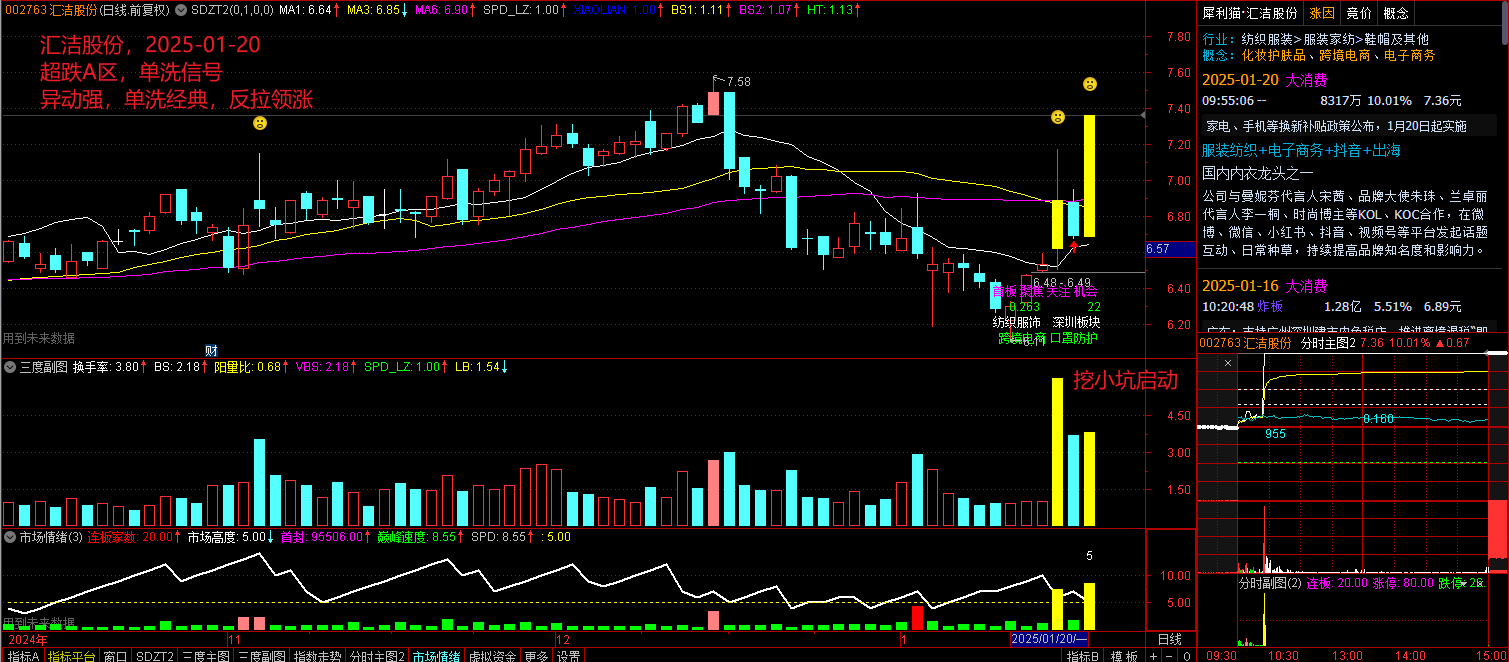 002763 汇洁股份(日线.前复权) SDZT2(0,1,0,0) MA1: 6.64↑ MA3: 6.85↓ MA6: 6.90↑ SPD_LZ: 1.00↑ XIAOLIAN: 1.00↑ BS1: 1.11↑ BS2: 1.07↑ HT: 1.13↑
汇洁股份，2025-01-20
超跌A区，单洗信号
异动强，单洗经典，反拉领涨
7.58
7.80
7.60
7.40
7.20
7.00
6.80
6.57
6.40
6.20
6.48 - 6.49
首板 聚焦 关注 机会
0.263 22
纺织服饰 深圳板块
跨境电商 口罩防护
6.11
用到未来数据
财
三度副图 换手率: 3.80↑ BS: 2.18↑ 阳量比: 0.68↑ VBS: 2.18↑ SPD_LZ: 1.00↑ LB: 1.54↓
挖小坑启动
4.50
3.00
1.50
市场情绪(3) 连板家数: 20.00↑ 市场高度: 5.00↓ 首封: 95506.00↑ 巅峰速度: 8.55↑ SPD: 8.55↑ : 5.00
5
10.00
5.00
用到未来数据
2024年 11 12 1 2025/01/20/一 日线
指标A 指标平台 窗口 SDZT2 三度主图 三度副图 指数走势 分时主图2 市场情绪 虚拟资金 更多 设置 指标B 模板 + - 0
犀利猫·汇洁股份 涨因 竞价 概念
行业: 纺织服装>服装家纺>鞋帽及其他
概念: 化妆护肤品、跨境电商、电子商务
2025-01-20 大消费
09:55:06 -- 8317万 10.01% 7.36元
家电、手机等换新补贴政策公布，1月20日起实施
服装纺织+电子商务+抖音+出海
国内内衣龙头之一
公司与曼妮芬代言人宋茜、品牌大使朱珠、兰卓丽
代言人李一桐、时尚博主等KOL、KOC合作，在微
博、微信、小红书、抖音、视频号等平台发起话题
互动、日常种草，持续提高品牌知名度和影响力。
2025-01-16 大消费
10:20:48 炸板 1.28亿 5.51% 6.89元
002763 汇洁股份 分时主图2 7.36 10.01% ▲0.67
×
0.160
955
分时副图(2) 连板: 20.00 涨停: 80.00 跌停: 26
09:30 10:30 13:00 14:00 15:00